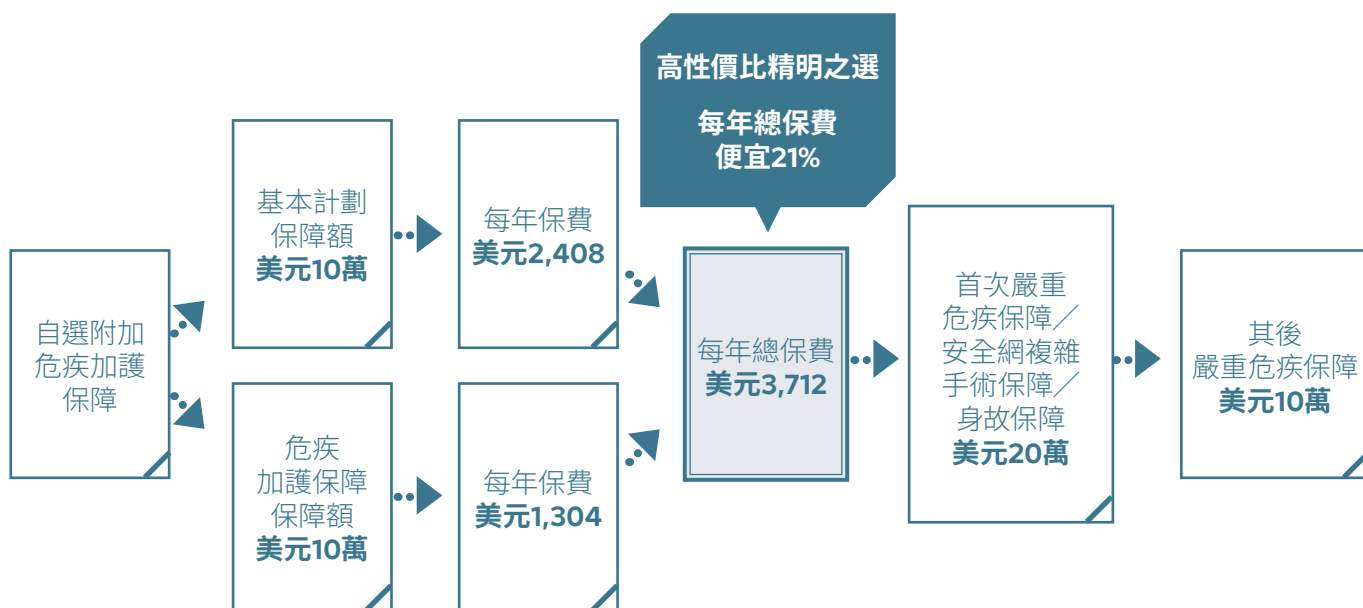 高性價比精明之選
每年總保費
便宜21%
自選附加
危疾加護
保障
基本計劃
保障額
美元10萬
每年保費
美元2,408
危疾
加護保障
保障額
美元10萬
每年保費
美元1,304
每年總保費
美元3,712
首次嚴重
危疾保障／
安全網複雜
手術保障／
身故保障
美元20萬
其後
嚴重危疾保障
美元10萬